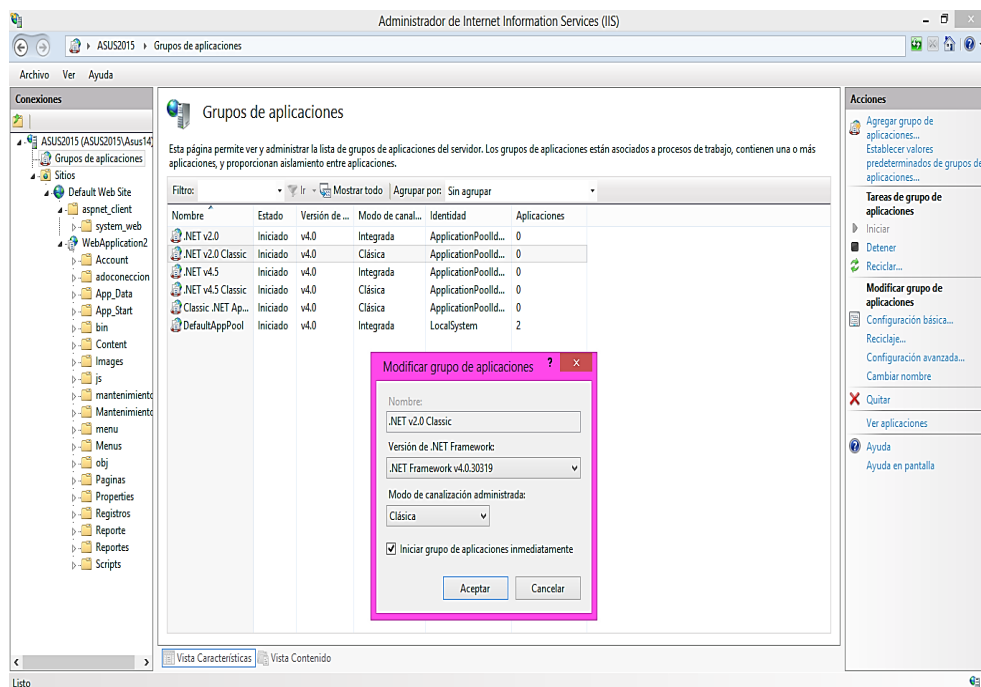 Administrador de Internet Information Services (IIS)
ASUS2015
Grupos de aplicaciones
Archivo Ver Ayuda
Conexiones
ASUS2015 (ASUS2015\Asus14
Grupos de aplicaciones
Sitios
Default Web Site
aspnet_client
system_web
WebApplication2
Account
adoconeccion
App_Data
App_Start
bin
Content
Images
js
mantenimiento
Mantenimiento
menu
Menus
obj
Paginas
Properties
Registros
Reporte
Reportes
Scripts
Grupos de aplicaciones
Esta página permite ver y administrar la lista de grupos de aplicaciones del servidor. Los grupos de aplicaciones están asociados a procesos de trabajo, contienen una o más
aplicaciones, y proporcionan aislamiento entre aplicaciones.
Filtro: Ir Mostrar todo Agrupar por: Sin agrupar
Nombre Estado Versión de ... Modo de canal... Identidad Aplicaciones
.NET v2.0 Iniciado v4.0 Integrada ApplicationPoolId... 0
.NET v2.0 Classic Iniciado v4.0 Clásica ApplicationPoolId... 0
.NET v4.5 Iniciado v4.0 Integrada ApplicationPoolId... 0
.NET v4.5 Classic Iniciado v4.0 Clásica ApplicationPoolId... 0
Classic .NET Ap... Iniciado v4.0 Clásica ApplicationPoolId... 0
DefaultAppPool Iniciado v4.0 Integrada LocalSystem 2
Modificar grupo de aplicaciones ?
Nombre:
.NET v2.0 Classic
Versión de .NET Framework:
.NET Framework v4.0.30319
Modo de canalización administrada:
Clásica
Iniciar grupo de aplicaciones inmediatamente
Aceptar Cancelar
Vista Características Vista Contenido
Acciones
Agregar grupo de
aplicaciones...
Establecer valores
predeterminados de grupos de
aplicaciones...
Tareas de grupo de
aplicaciones
Iniciar
Detener
Reciclar...
Modificar grupo de
aplicaciones
Configuración básica...
Reciclaje...
Configuración avanzada...
Cambiar nombre
Quitar
Ver aplicaciones
Ayuda
Ayuda en pantalla
Listo